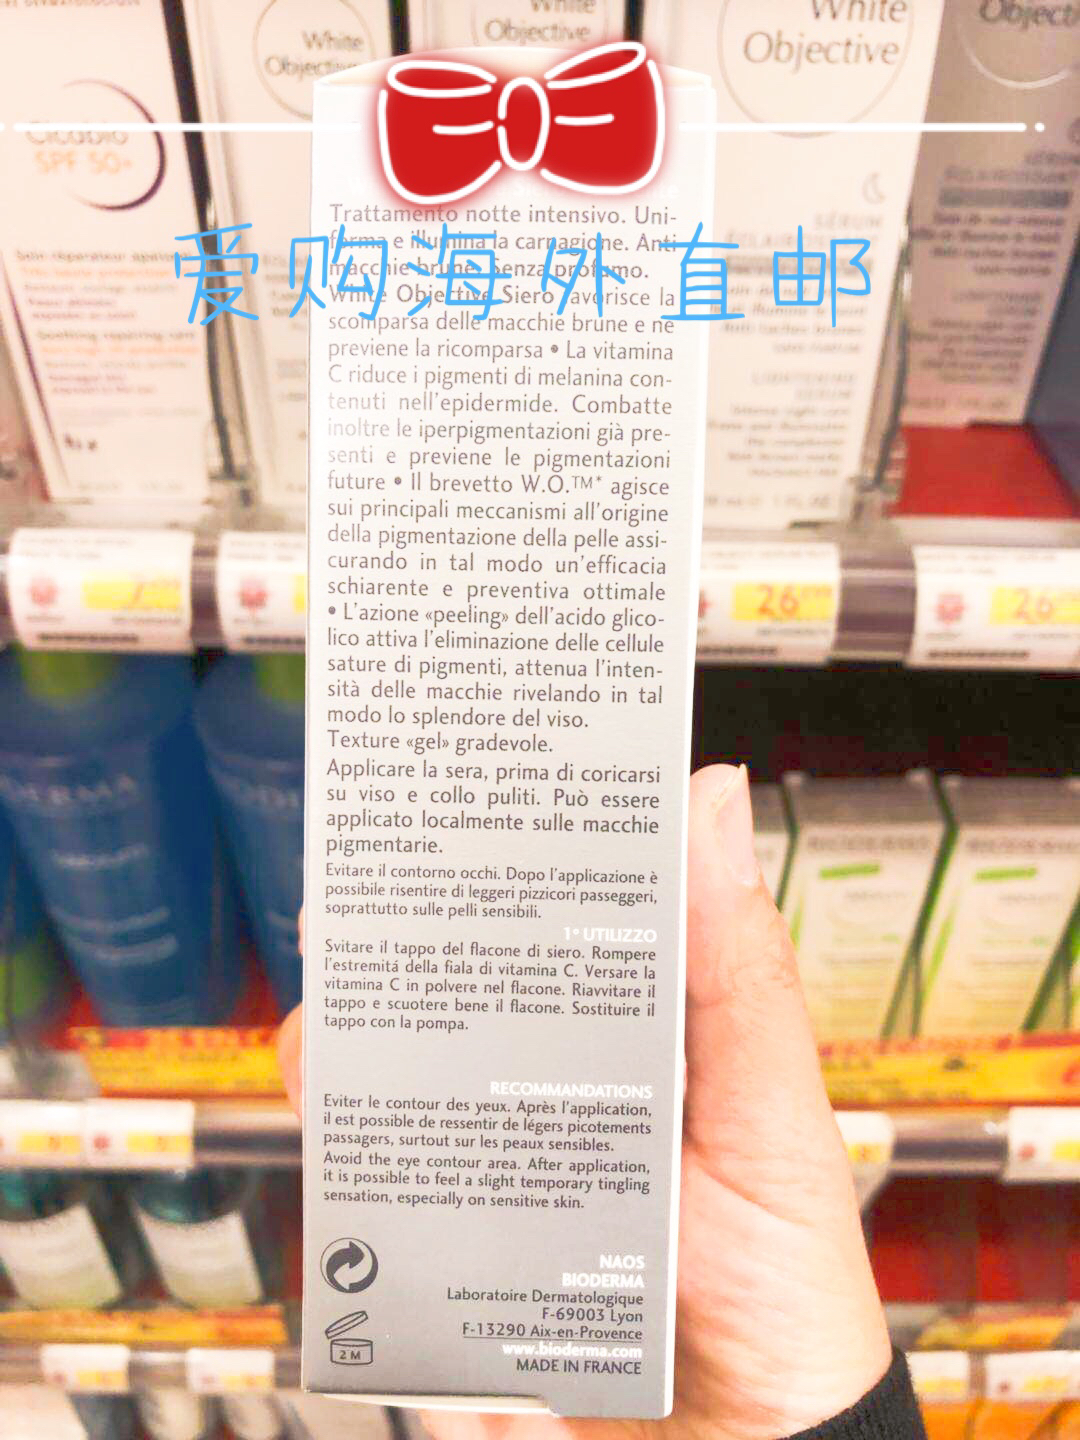 White
Objective
White
Objective
White
Objective
Object
Cicabio
SPF 50+
爱购海外直邮
Trattamento notte intensivo. Uni-
forma e illumina la carnagione. Anti-
macchie brune. Senza profumo.
White Objective Siero favorisce la
scomparsa delle macchie brune e ne
previene la ricomparsa • La vitamina
C riduce i pigmenti di melanina con-
tenuti nell'epidermide. Combatte
inoltre le iperpigmentazioni già pre-
senti e previene le pigmentazioni
future • Il brevetto W.O.™* agisce
sui principali meccanismi all'origine
della pigmentazione della pelle assi-
curando in tal modo un'efficacia
schiarente e preventiva ottimale
• L'azione «peeling» dell'acido glico-
lico attiva l'eliminazione delle cellule
sature di pigmenti, attenua l'inten-
sità delle macchie rivelando in tal
modo lo splendore del viso.
Texture «gel» gradevole.
Applicare la sera, prima di coricarsi
su viso e collo puliti. Può essere
applicato localmente sulle macchie
pigmentarie.
Evitare il contorno occhi. Dopo l'applicazione è
possibile risentire di leggeri pizzicori passeggeri,
soprattutto sulle pelli sensibili.
1° UTILIZZO
Svitare il tappo del flacone di siero. Rompere
l'estremitá della fiala di vitamina C. Versare la
vitamina C in polvere nel flacone. Riavvitare il
tappo e scuotere bene il flacone. Sostituire il
tappo con la pompa.
RECOMMANDATIONS
Eviter le contour des yeux. Après l'application,
il est possible de ressentir de légers picotements
passagers, surtout sur les peaux sensibles.
Avoid the eye contour area. After application,
it is possible to feel a slight temporary tingling
sensation, especially on sensitive skin.
NAOS
BIODERMA
Laboratoire Dermatologique
F-69003 Lyon
F-13290 Aix-en-Provence
www.bioderma.com
MADE IN FRANCE
2 M
26
26